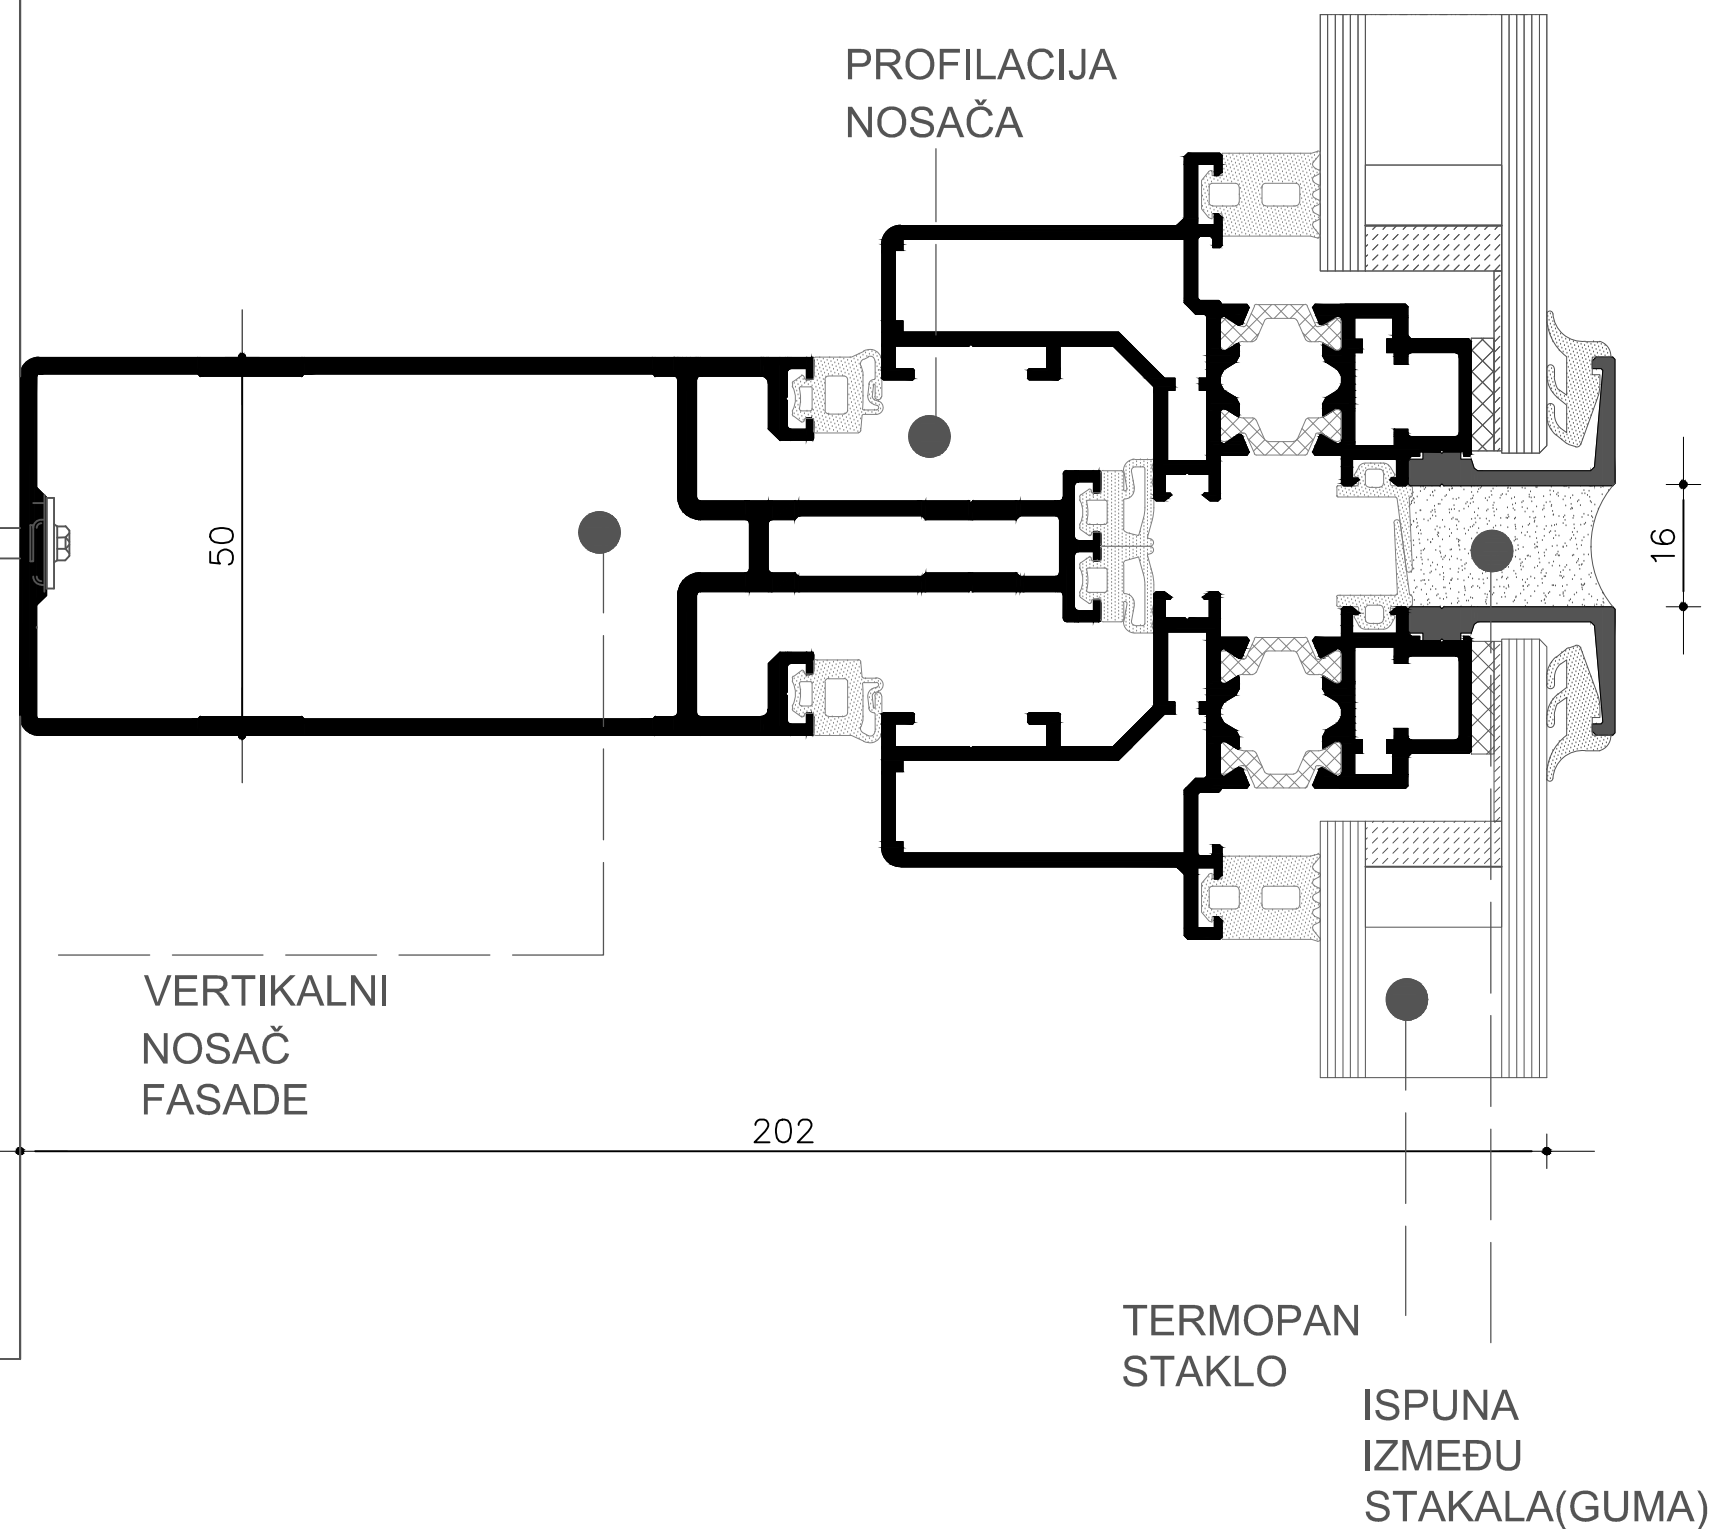 PROFILACIJA
NOSAČA
50
16
VERTIKALNI
NOSAČ
FASADE
202
TERMOPAN
STAKLO
ISPUNA
IZMEĐU
STAKALA(GUMA)